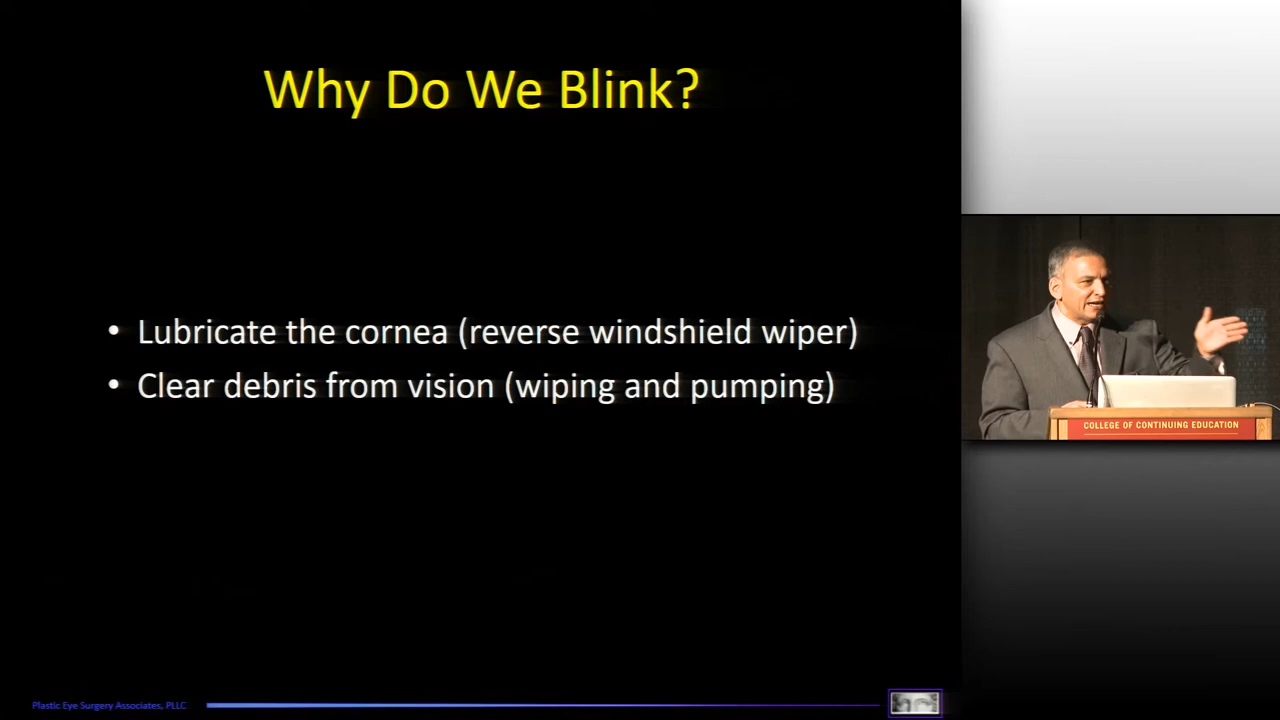 Why Do We Blink?
• Lubricate the cornea (reverse windshield wiper)
• Clear debris from vision (wiping and pumping)
COLLEGE OF CONTINUING EDUCATION
Plastic Eye Surgery Associates, PLLC